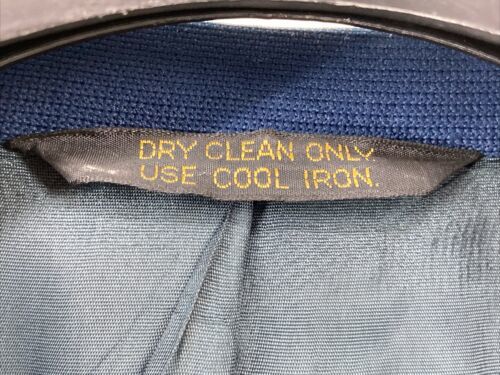 DRY CLEAN ONLY.
USE COOL IRON.